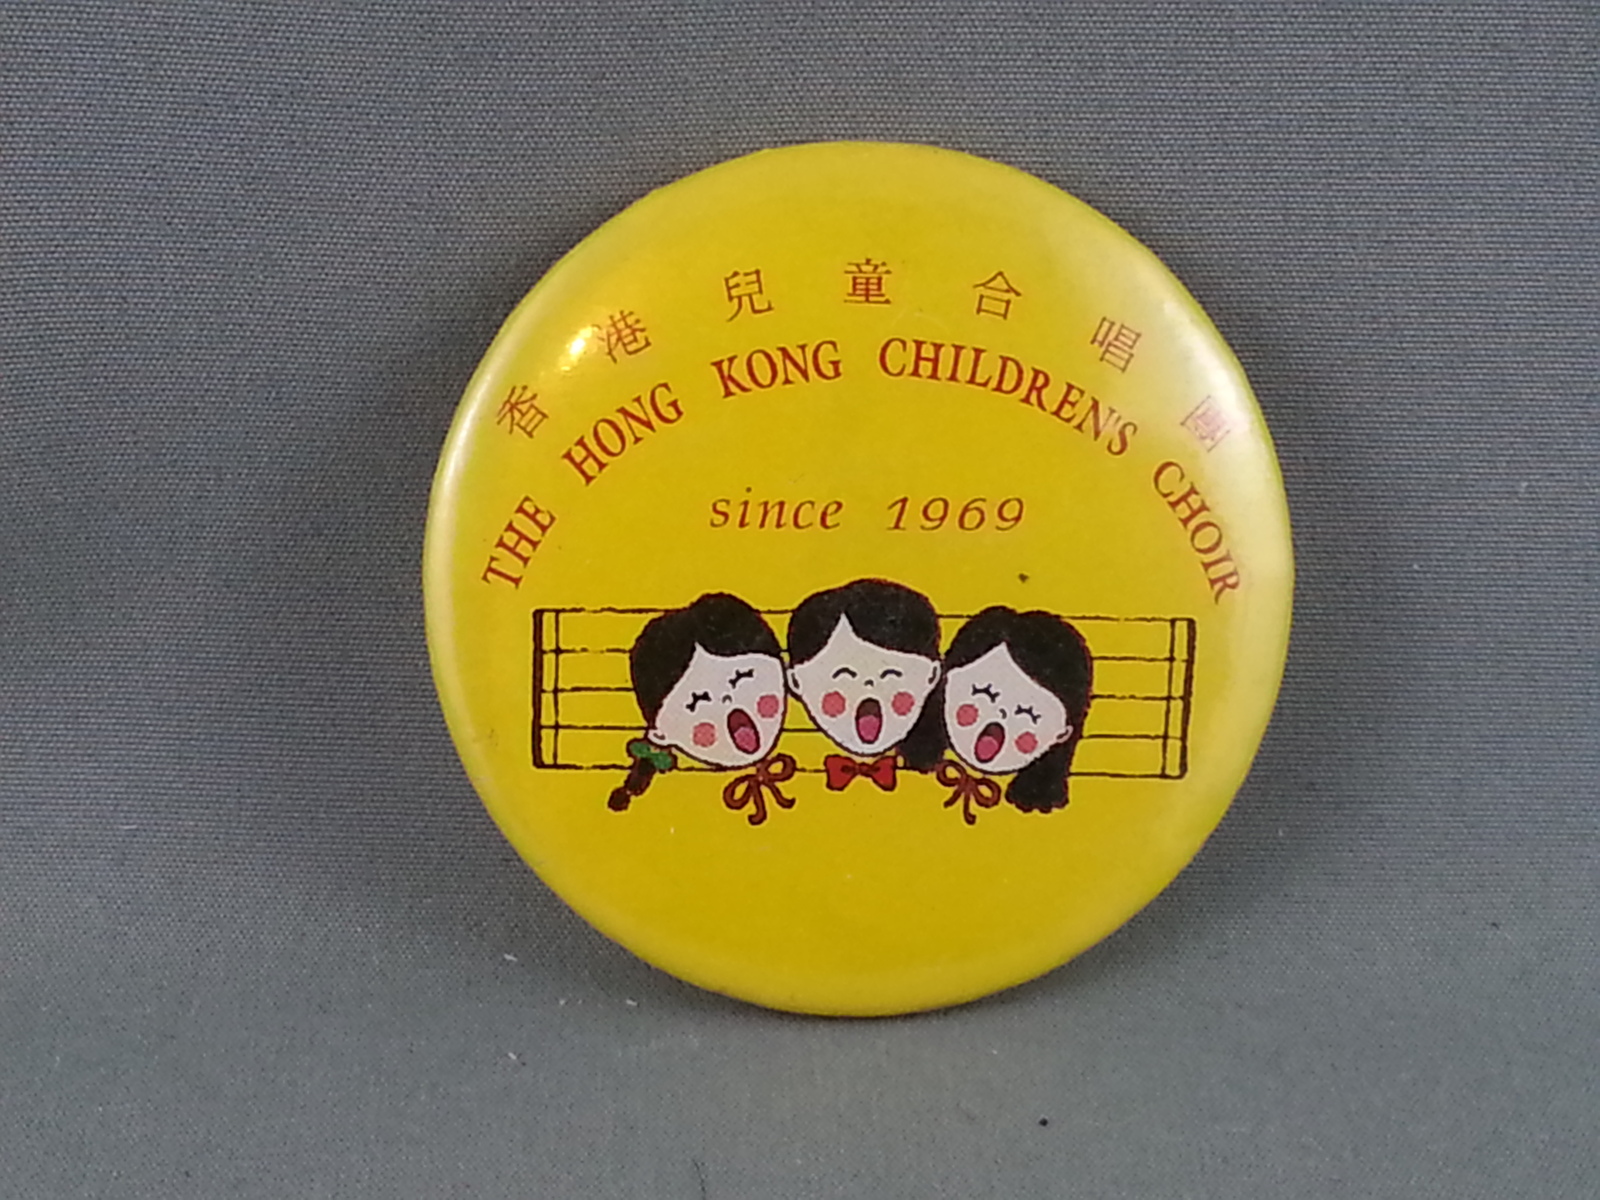 香港兒童合唱團
THE HONG KONG CHILDREN'S CHOIR
since 1969